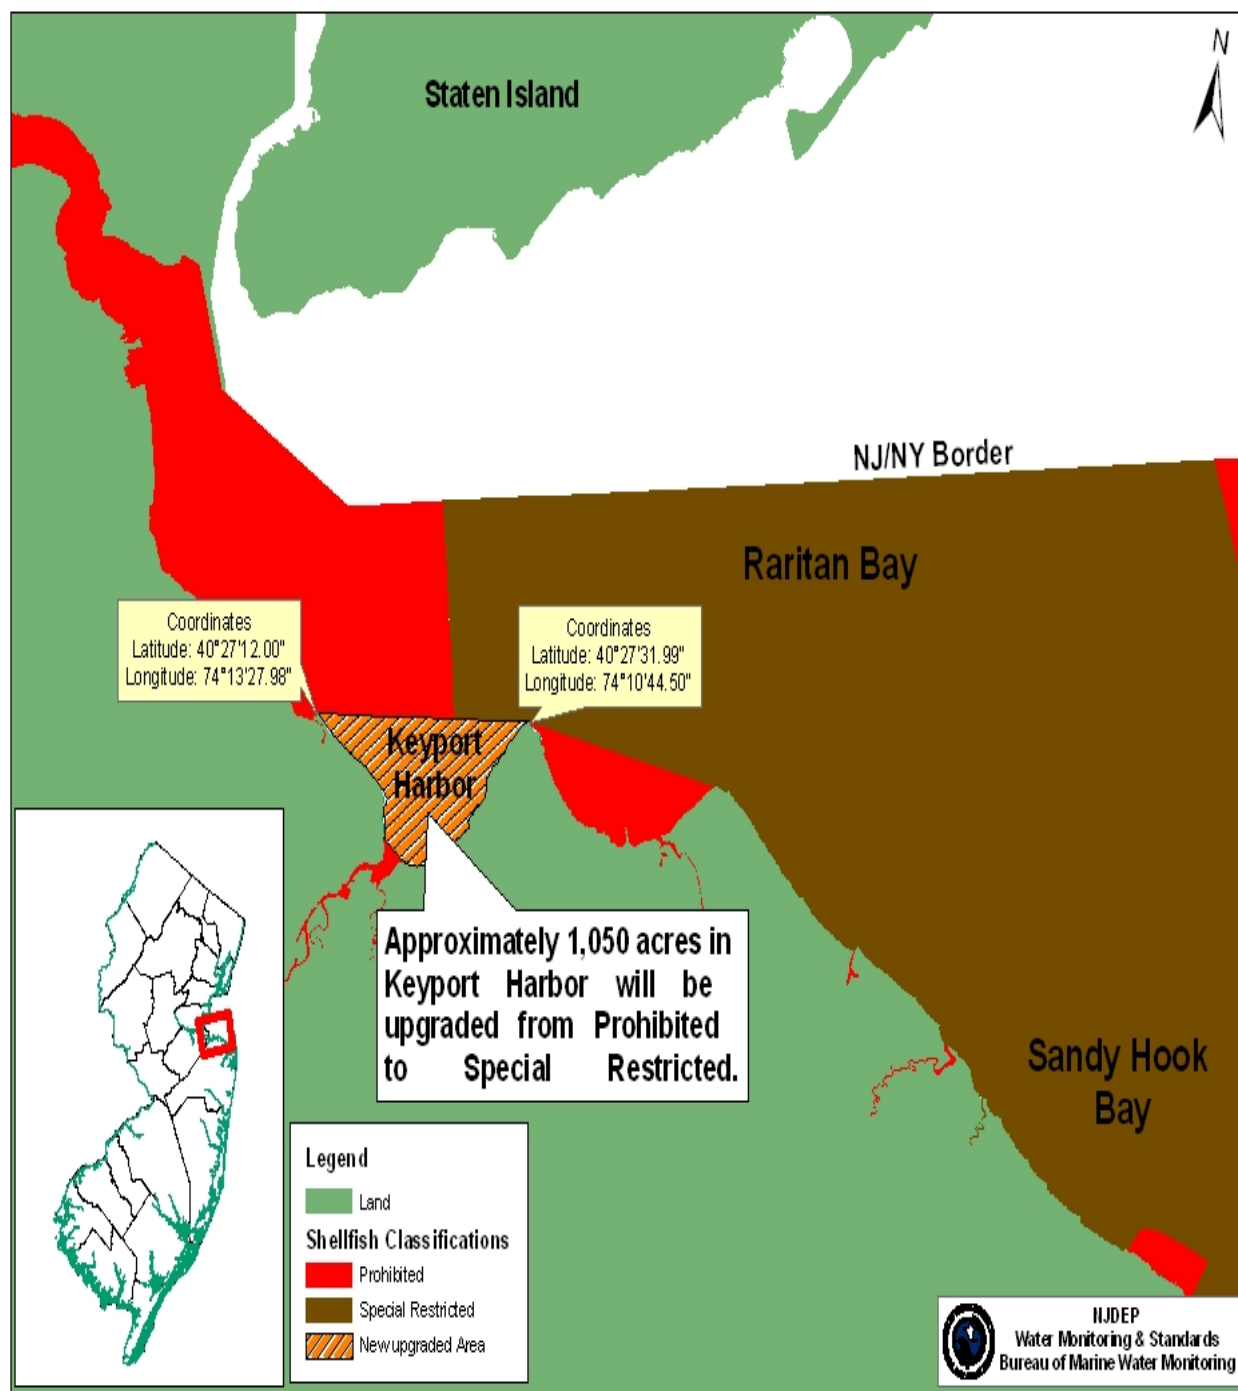 Staten Island
N
NJ/NY Border
Raritan Bay
Coordinates
Latitude: 40°27'12.00"
Longitude: 74°13'27.98"
Coordinates
Latitude: 40°27'31.99"
Longitude: 74°10'44.50"
Keyport
Harbor
Approximately 1,050 acres in
Keyport Harbor will be
upgraded from Prohibited
to Special Restricted.
Sandy Hook
Bay
Legend
Land
Shellfish Classifications
Prohibited
Special Restricted
New upgraded Area
NJDEP
Water Monitoring & Standards
Bureau of Marine Water Monitoring